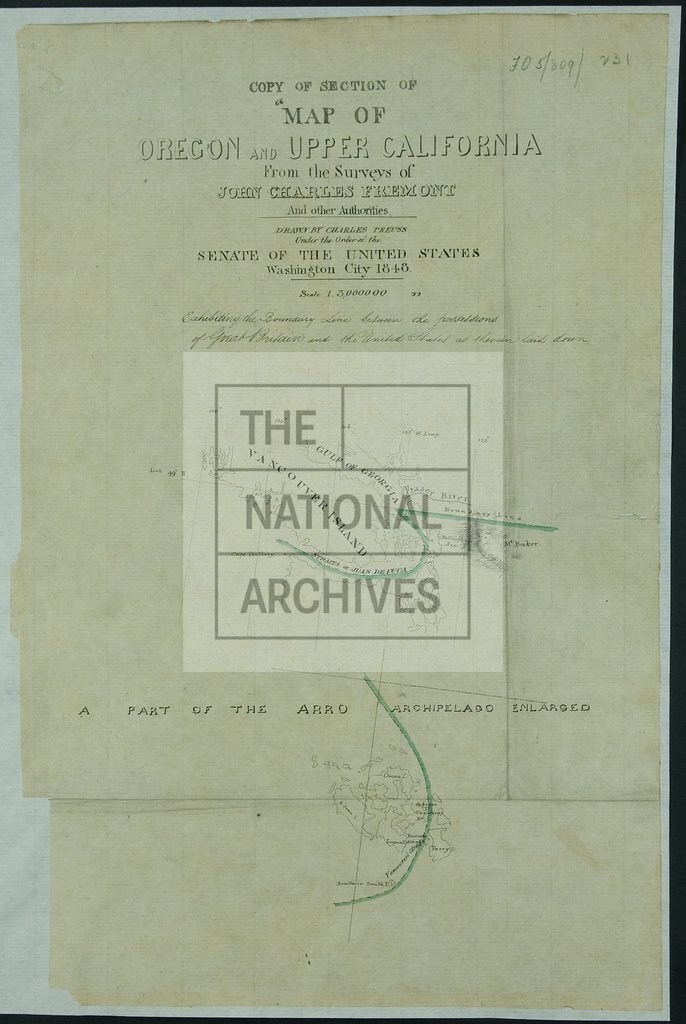 705/809/ v31
COPY OF SECTION OF
"MAP OF
OREGON AND UPPER CALIFORNIA
From the Surveys of
JOHN CHARLES FREMONT
And other Authorities
DRAWN BY CHARLES PREUSS
Under the Order of the
SENATE OF THE UNITED STATES
Washington City 1848.
Scale 1:3,000000 "
Exhibiting the Boundary Line between the possessions
of Great Britain and the United States as therein laid down
THE
NATIONAL
ARCHIVES
Lat 49° N.
GULF OF GEORGIA
VANCOUVER ISLAND
Fraser River
Boundary Line
Mt. Baker
STRAITS OF JUAN DE FUCA
A PART OF THE ARRO ARCHIPELAGO ENLARGED